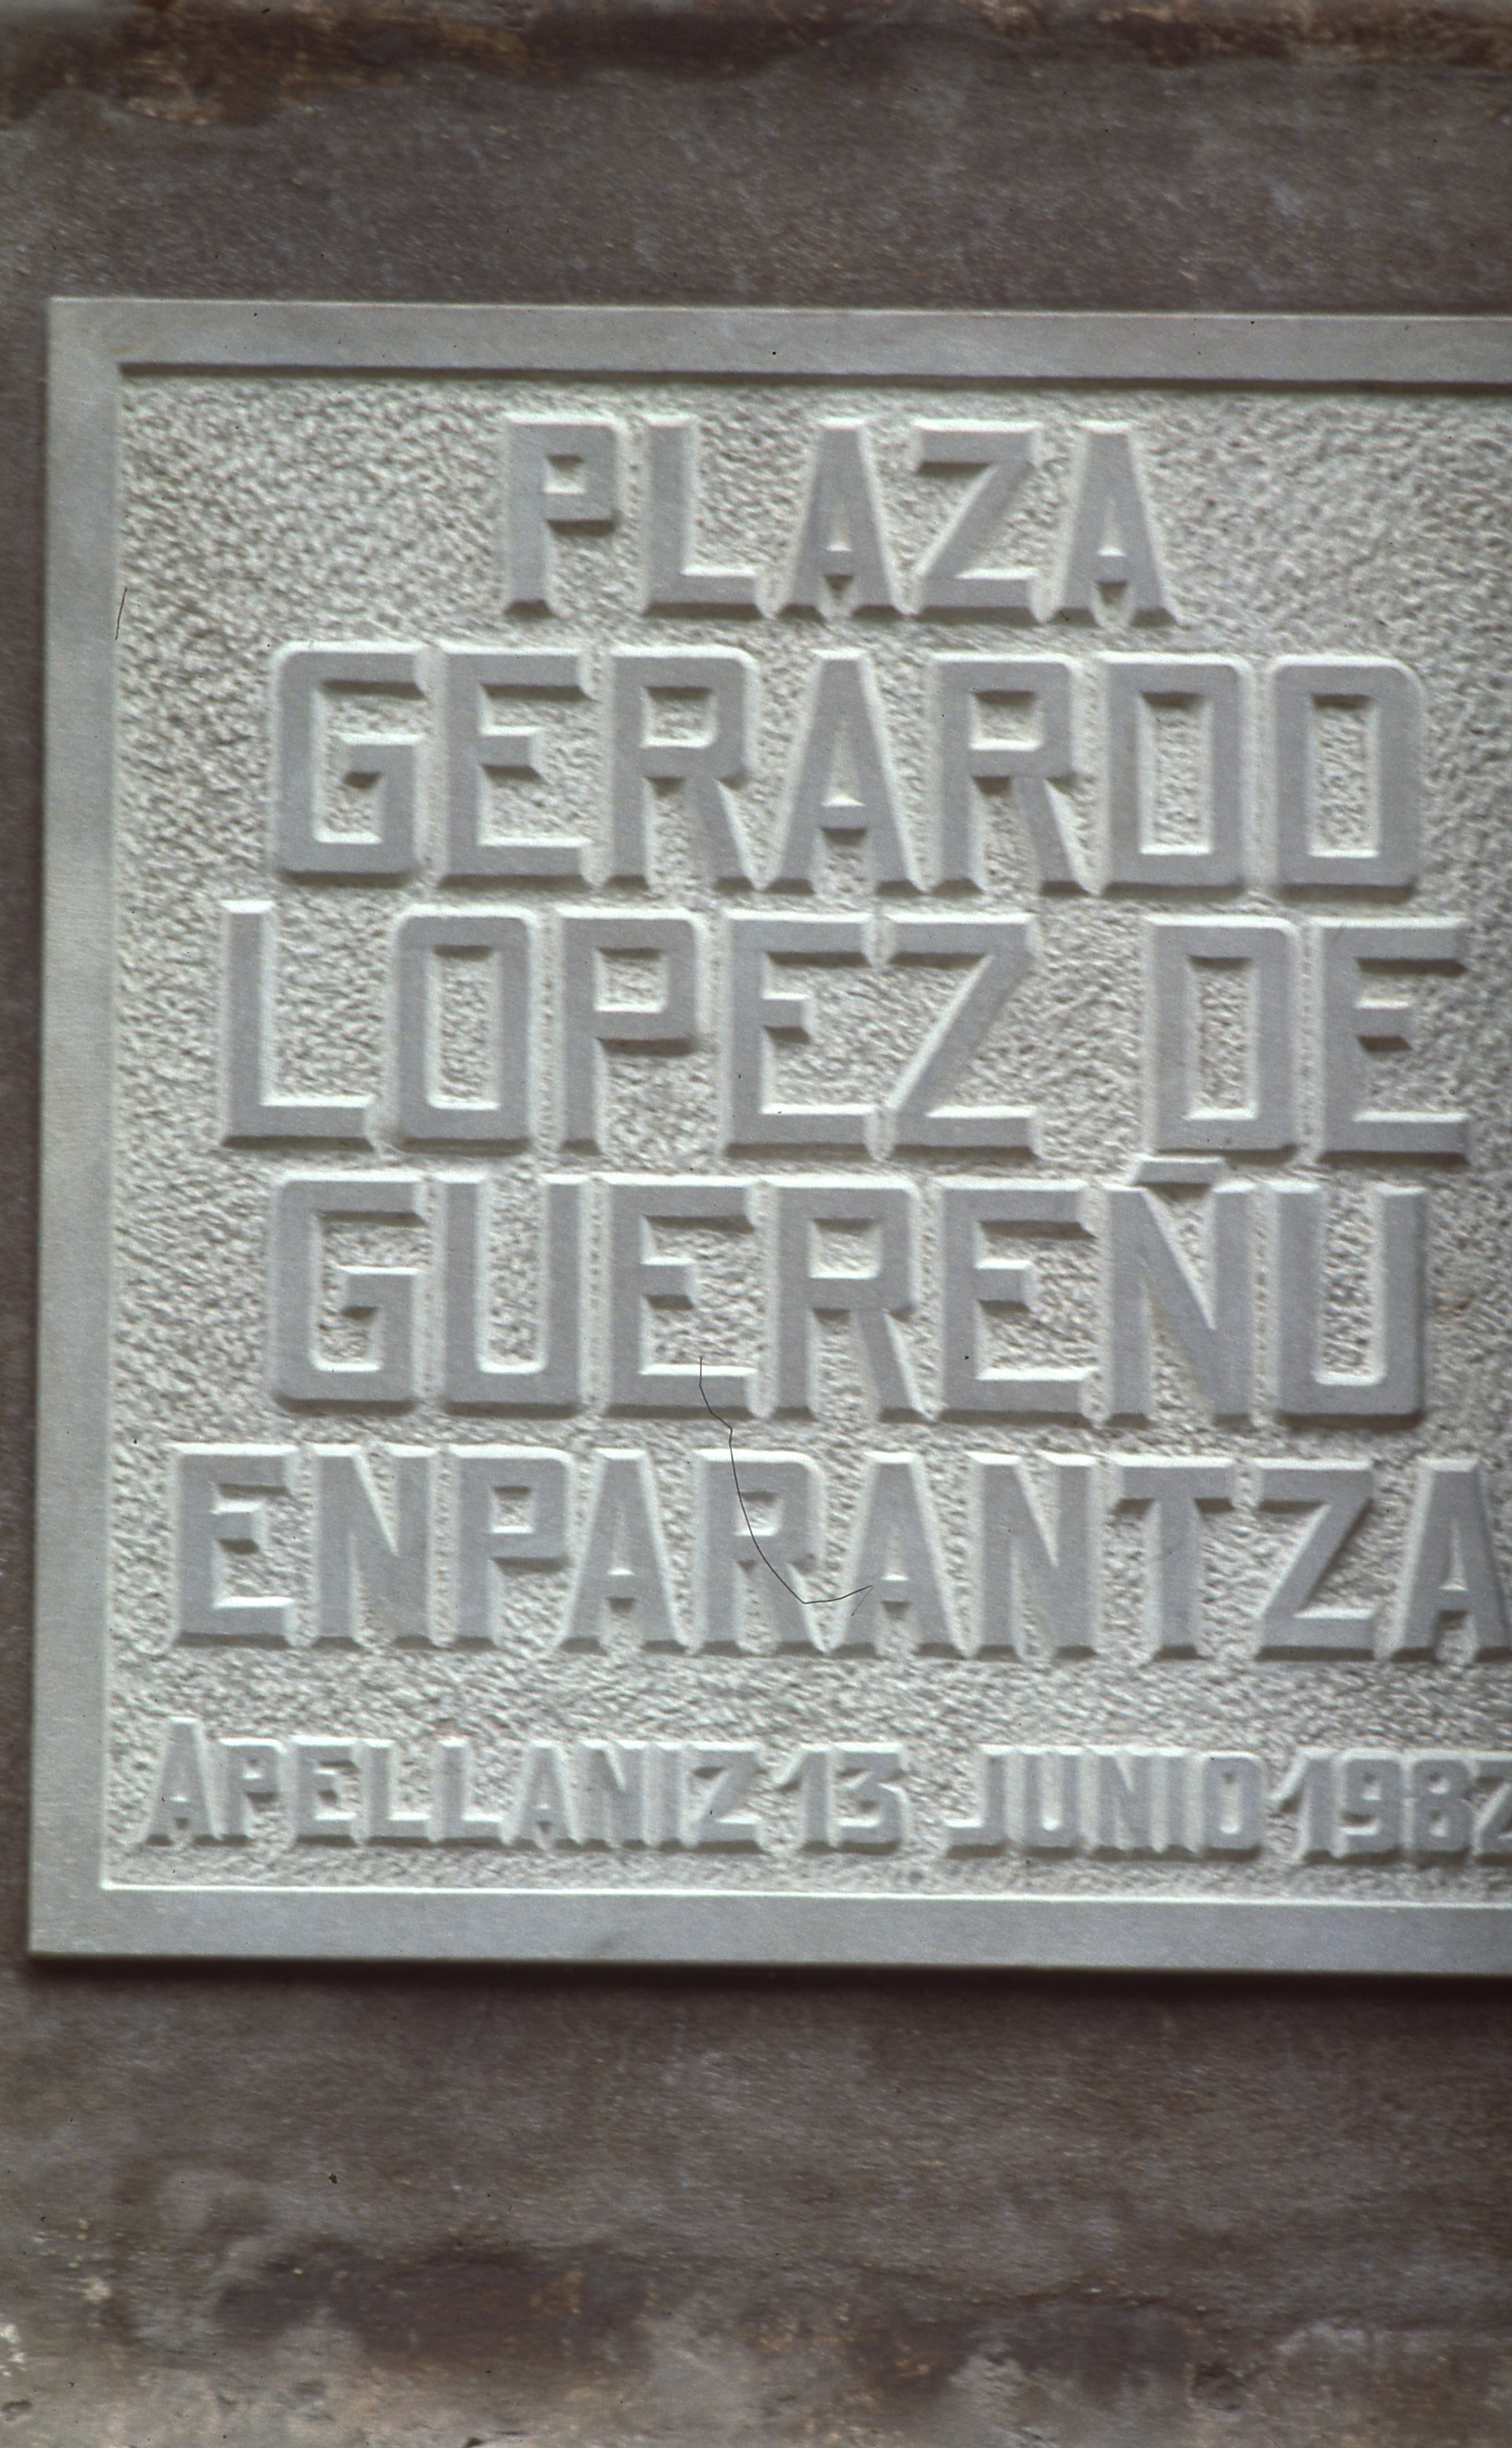 PLAZA
GERARDO
LOPEZ DE
GUEREÑU
ENPARANTZA
APELLANIZ 13 JUNIO 1982